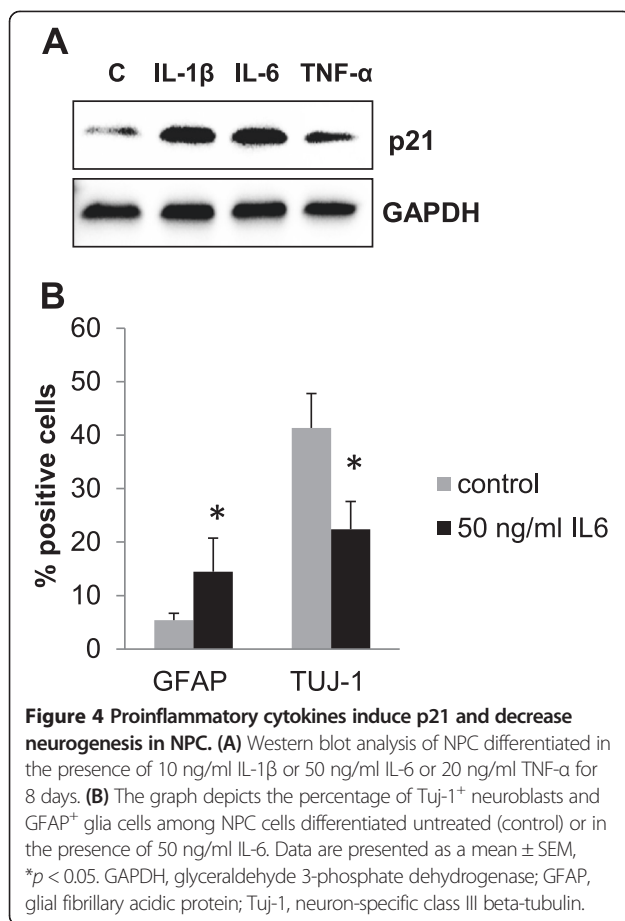 A
C IL-1β IL-6 TNF-α
p21
GAPDH
B
60
50
40
30
20
10
0
% positive cells
*
*
control
50 ng/ml IL6
GFAP TUJ-1
Figure 4 Proinflammatory cytokines induce p21 and decrease
neurogenesis in NPC. (A) Western blot analysis of NPC differentiated in
the presence of 10 ng/ml IL-1β or 50 ng/ml IL-6 or 20 ng/ml TNF-α for
8 days. (B) The graph depicts the percentage of Tuj-1⁺ neuroblasts and
GFAP⁺ glia cells among NPC cells differentiated untreated (control) or in
the presence of 50 ng/ml IL-6. Data are presented as a mean ± SEM,
*p < 0.05. GAPDH, glyceraldehyde 3-phosphate dehydrogenase; GFAP,
glial fibrillary acidic protein; Tuj-1, neuron-specific class III beta-tubulin.